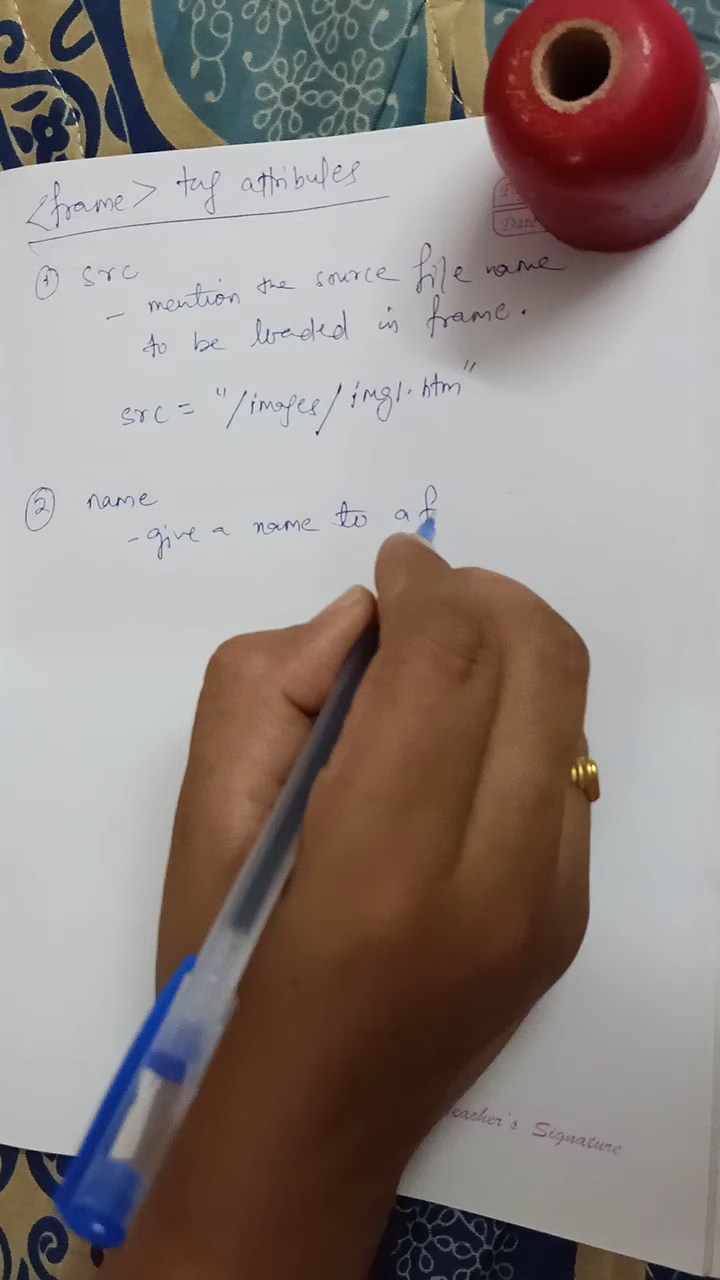 <frame> tag attributes
① src
- mention the source file name
to be loaded in frame.
src = "/images/img1.htm"
② name
- give a name to a f
Date
Teacher's Signature